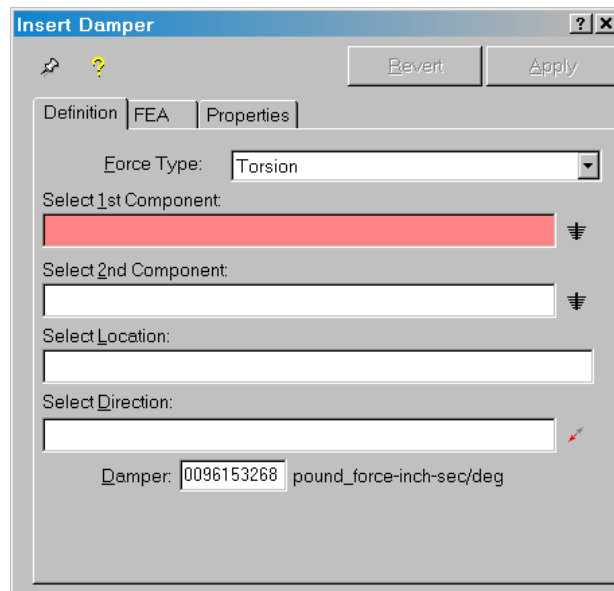 Insert Damper
Revert Apply
Definition FEA Properties
Force Type: Torsion
Select 1st Component:
Select 2nd Component:
Select Location:
Select Direction:
Damper: 0096153268 pound_force-inch-sec/deg